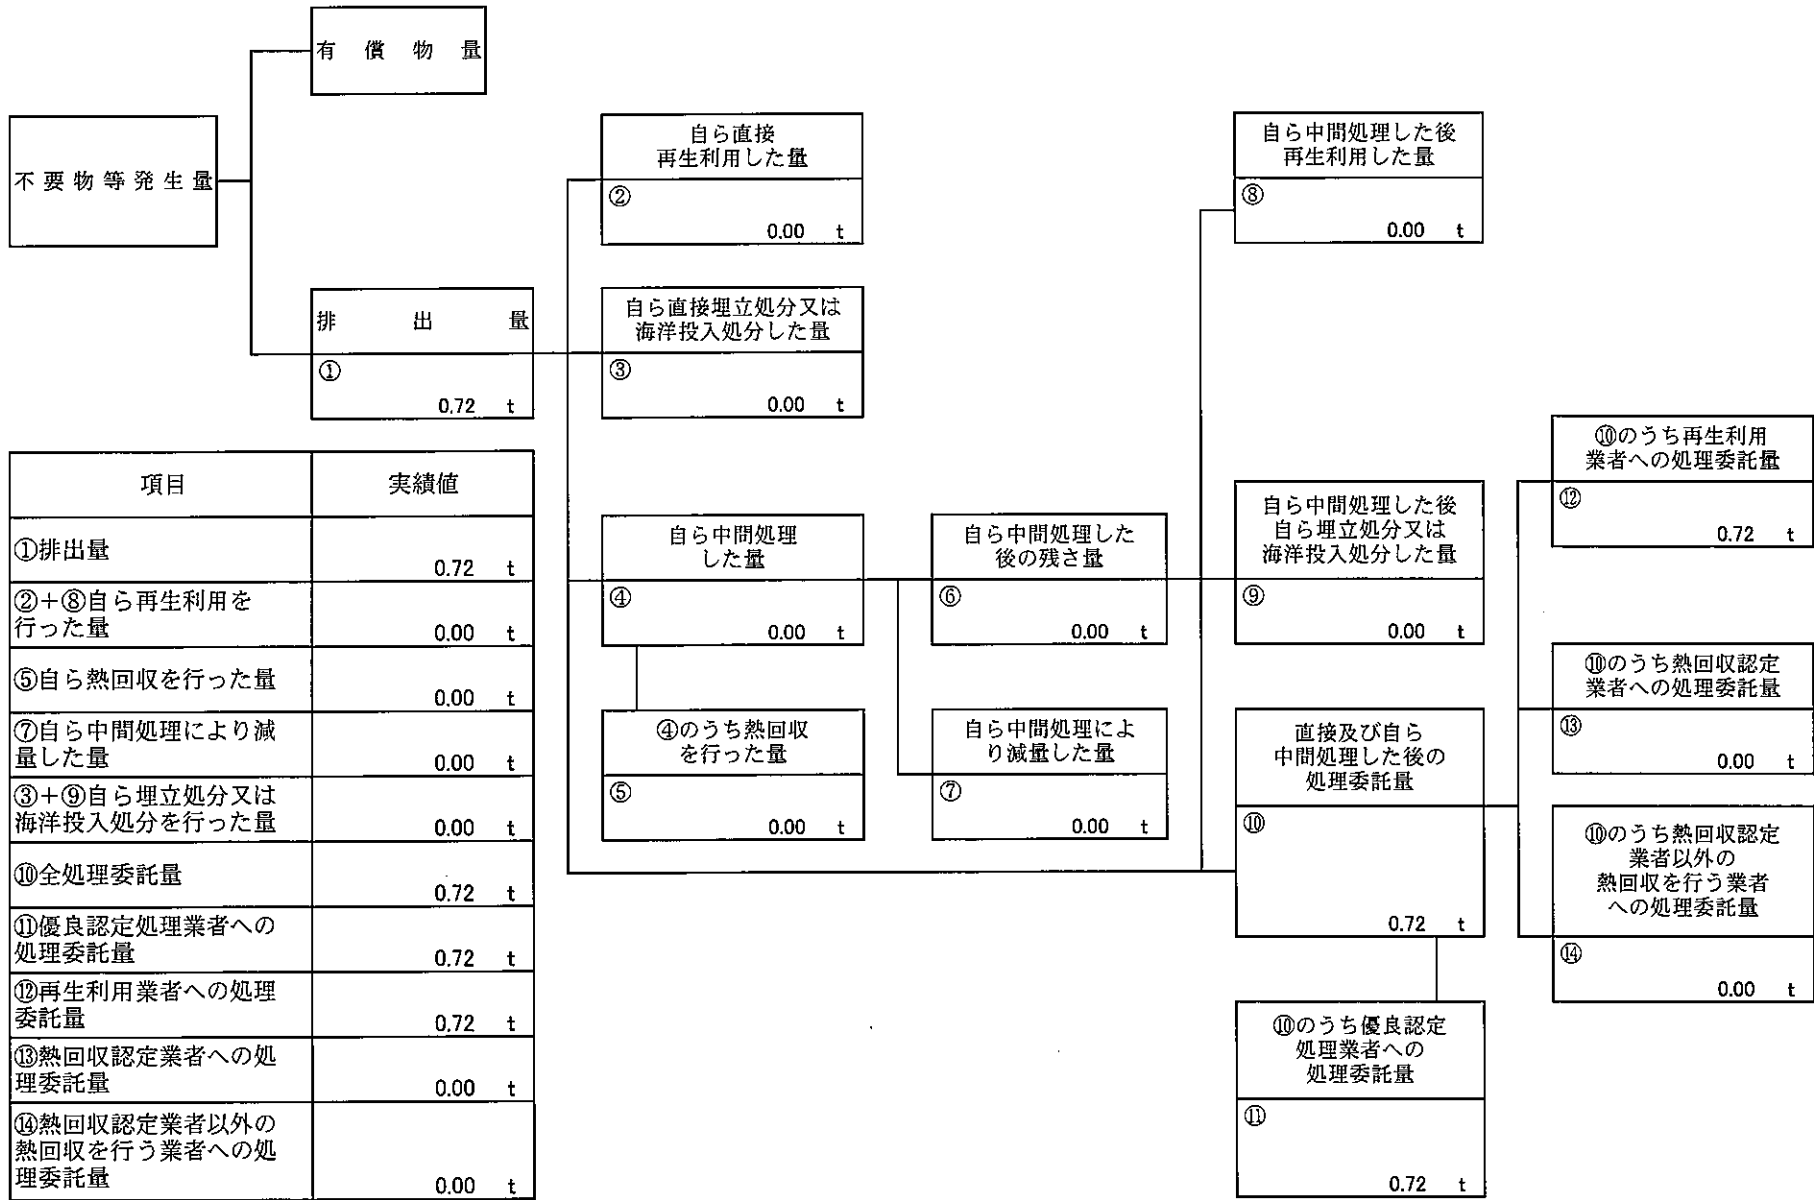 有償物量
不要物等発生量
自ら直接
再生利用した量
②
0.00 t
自ら中間処理した後
再生利用した量
⑧
0.00 t
排出量
①
0.72 t
自ら直接埋立処分又は
海洋投入処分した量
③
0.00 t
自ら中間処理
した量
④
0.00 t
自ら中間処理した
後の残さ量
⑥
0.00 t
自ら中間処理した後
自ら埋立処分又は
海洋投入処分した量
⑨
0.00 t
⑩のうち再生利用
業者への処理委託量
⑫
0.72 t
⑩のうち熱回収認定
業者への処理委託量
⑬
0.00 t
④のうち熱回収
を行った量
⑤
0.00 t
自ら中間処理によ
り減量した量
⑦
0.00 t
直接及び自ら
中間処理した後の
処理委託量
⑩
0.72 t
⑩のうち熱回収認定
業者以外の
熱回収を行う業者
への処理委託量
⑭
0.00 t
⑩のうち優良認定
処理業者への
処理委託量
⑪
0.72 t
項目 実績値
①排出量 0.72 t
②+⑧自ら再生利用を
行った量 0.00 t
⑤自ら熱回収を行った量 0.00 t
⑦自ら中間処理により減
量した量 0.00 t
③+⑨自ら埋立処分又は
海洋投入処分を行った量 0.00 t
⑩全処理委託量 0.72 t
⑪優良認定処理業者への
処理委託量 0.72 t
⑫再生利用業者への処理
委託量 0.72 t
⑬熱回収認定業者への処
理委託量 0.00 t
⑭熱回収認定業者以外の
熱回収を行う業者への処
理委託量 0.00 t